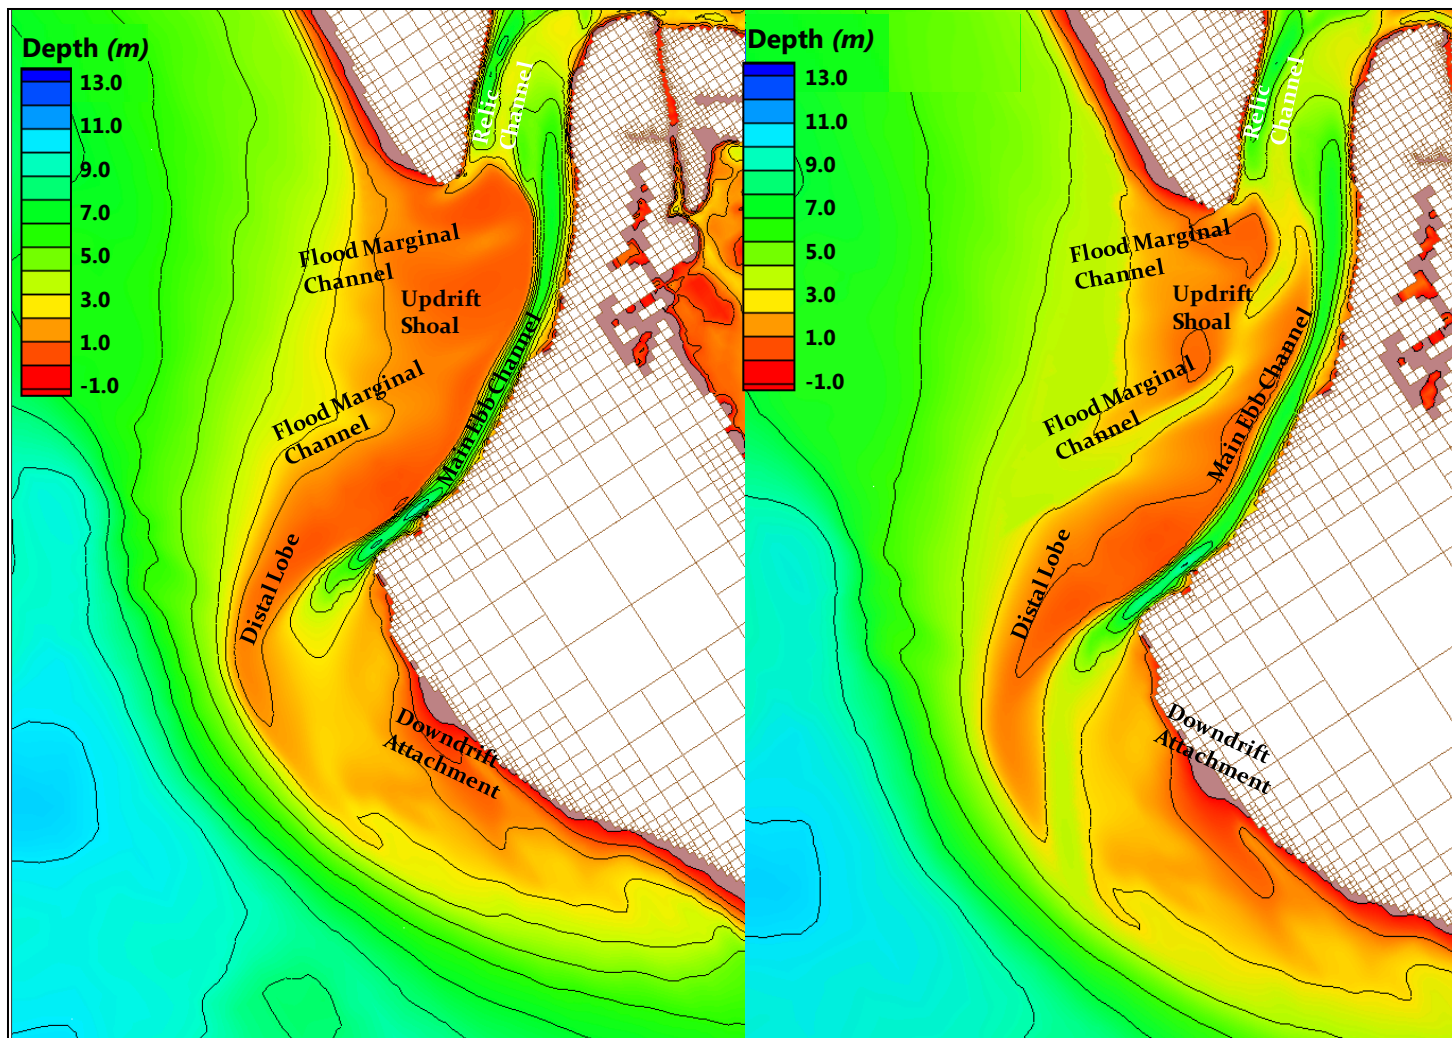 Depth (m)
13.0
11.0
9.0
7.0
5.0
3.0
1.0
-1.0
Relic
Channel
Flood Marginal
Channel
Updrift
Shoal
Main Ebb Channel
Flood Marginal
Channel
Distal Lobe
Downdrift
Attachment
Depth (m)
13.0
11.0
9.0
7.0
5.0
3.0
1.0
-1.0
Relic
Channel
Flood Marginal
Channel
Updrift
Shoal
Main Ebb Channel
Flood Marginal
Channel
Distal Lobe
Downdrift
Attachment